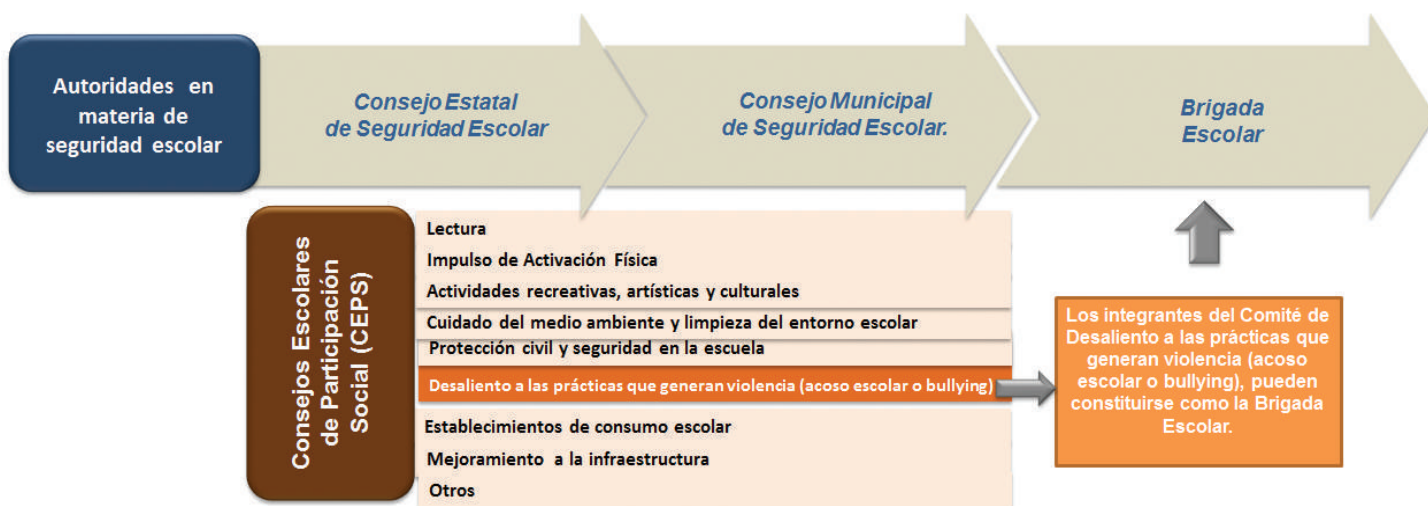 Autoridades en
materia de
seguridad escolar
Consejo Estatal
de Seguridad Escolar
Consejo Municipal
de Seguridad Escolar.
Brigada
Escolar
Consejos Escolares
de Participación
Social (CEPS)
Lectura
Impulso de Activación Física
Actividades recreativas, artísticas y culturales
Cuidado del medio ambiente y limpieza del entorno escolar
Protección civil y seguridad en la escuela
Desaliento a las prácticas que generan violencia (acoso escolar o bullying)
Establecimientos de consumo escolar
Mejoramiento a la infraestructura
Otros
Los integrantes del Comité de
Desaliento a las prácticas que
generan violencia (acoso
escolar o bullying), pueden
constituirse como la Brigada
Escolar.